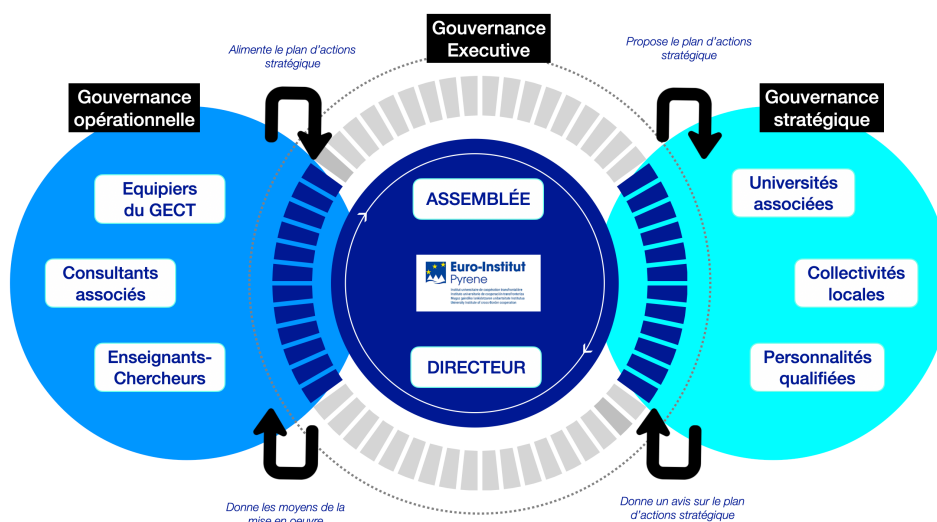 Gouvernance
Executive
Alimente le plan d'actions
stratégique
Propose le plan d'actions
stratégique
Gouvernance
opérationnelle
Gouvernance
stratégique
Equipiers
du GECT
Consultants
associés
Enseignants-
Chercheurs
ASSEMBLÉE
Euro-Institut
Pyrene
DIRECTEUR
Universités
associées
Collectivités
locales
Personnalités
qualifiées
Donne les moyens de la
mise en oeuvre
Donne un avis sur le plan
d'actions stratégique